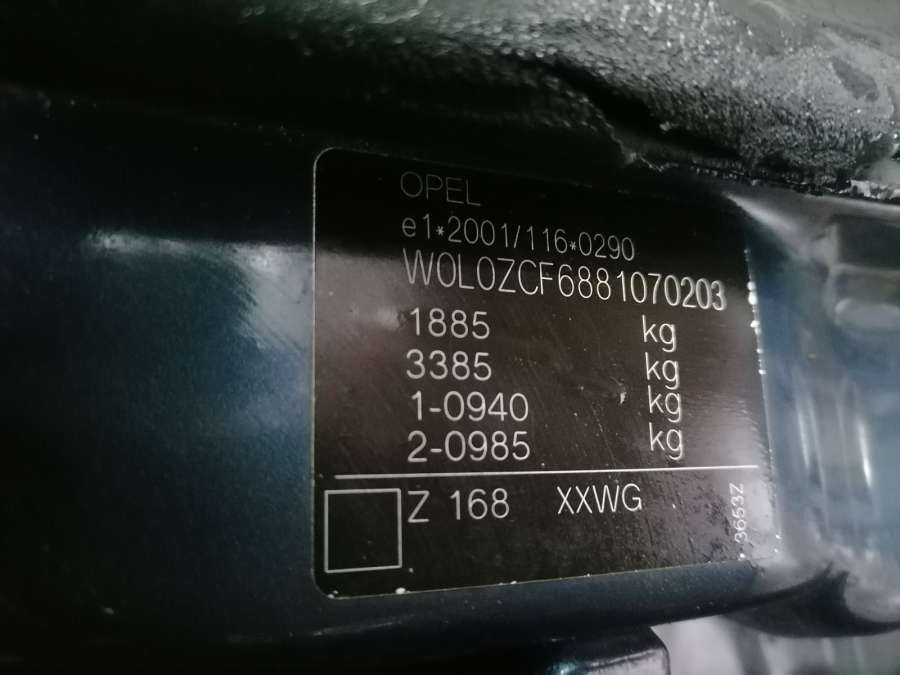 OPEL
e1*2001/116*0290
W0L0ZCF6881070203
1885 kg
3385 kg
1-0940 kg
2-0985 kg
Z 168 XXWG
3653Z